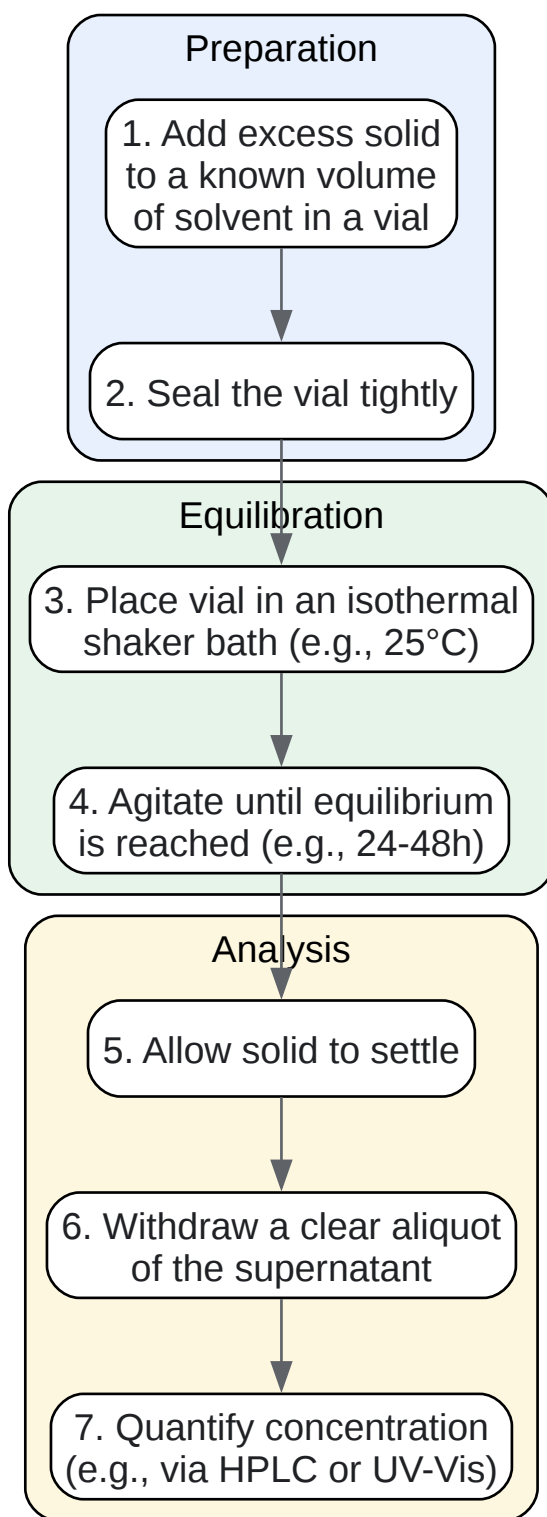 Preparation
1. Add excess solid
to a known volume
of solvent in a vial
2. Seal the vial tightly
Equilibration
3. Place vial in an isothermal
shaker bath (e.g., 25°C)
4. Agitate until equilibrium
is reached (e.g., 24-48h)
Analysis
5. Allow solid to settle
6. Withdraw a clear aliquot
of the supernatant
7. Quantify concentration
(e.g., via HPLC or UV-Vis)